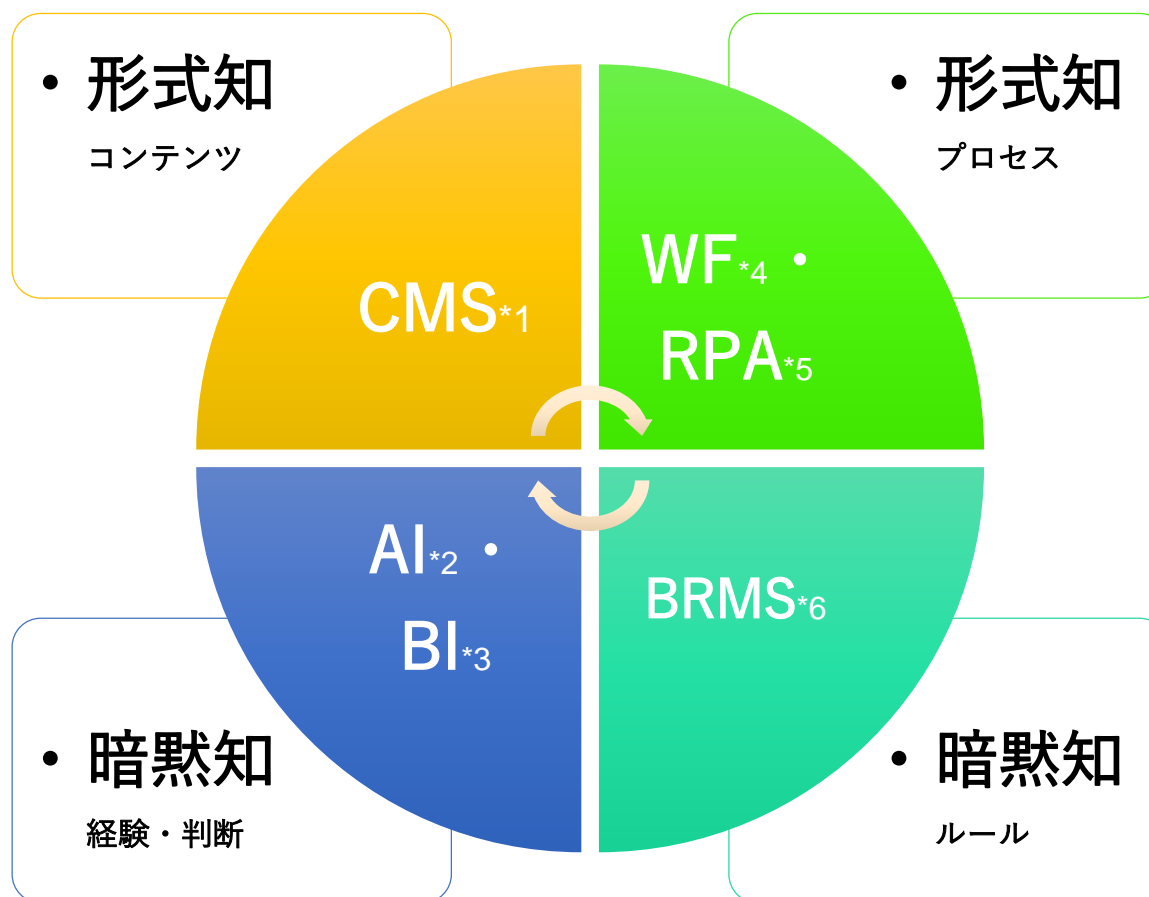 • 形式知
コンテンツ
• 形式知
プロセス
CMS*1
WF*4・
RPA*5
AI*2・
BI*3
BRMS*6
• 暗黙知
経験・判断
• 暗黙知
ルール